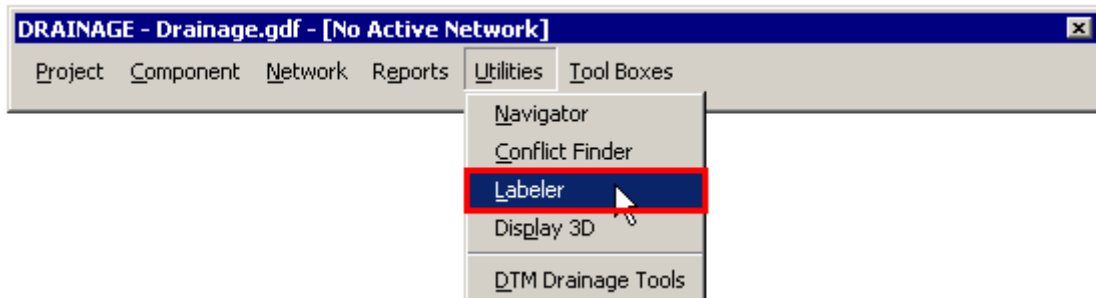 DRAINAGE - Drainage.gdf - [No Active Network]
Project Component Network Reports Utilities Tool Boxes
Navigator
Conflict Finder
Labeler
Display 3D
DTM Drainage Tools